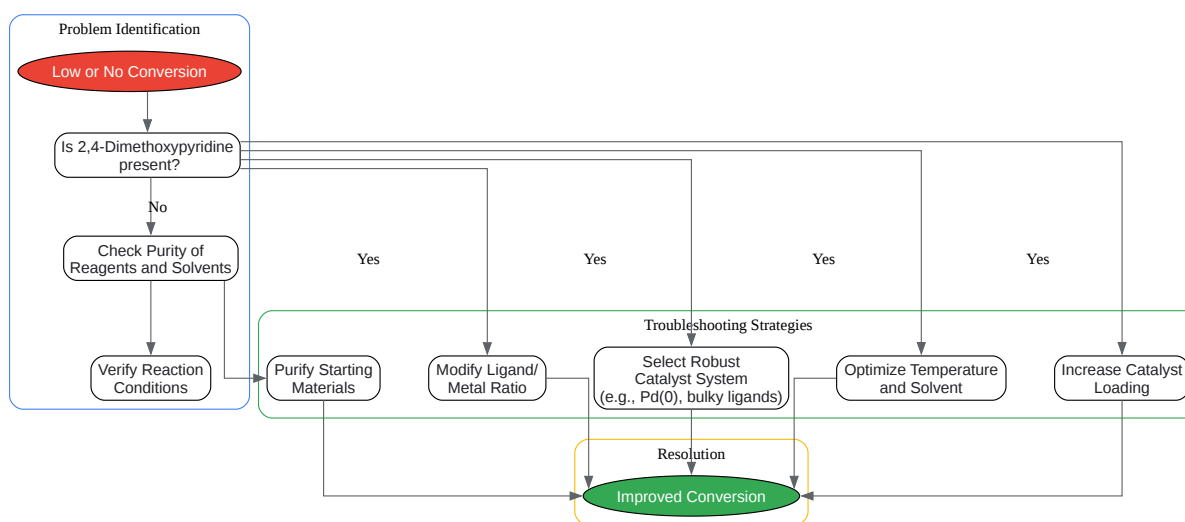 Problem Identification
Low or No Conversion
Is 2,4-Dimethoxypyridine
present?
No
Check Purity of
Reagents and Solvents
Yes
Yes
Yes
Yes
Troubleshooting Strategies
Verify Reaction
Conditions
Purify Starting
Materials
Modify Ligand/
Metal Ratio
Select Robust
Catalyst System
(e.g., Pd(0), bulky ligands)
Optimize Temperature
and Solvent
Increase Catalyst
Loading
Resolution
Improved Conversion